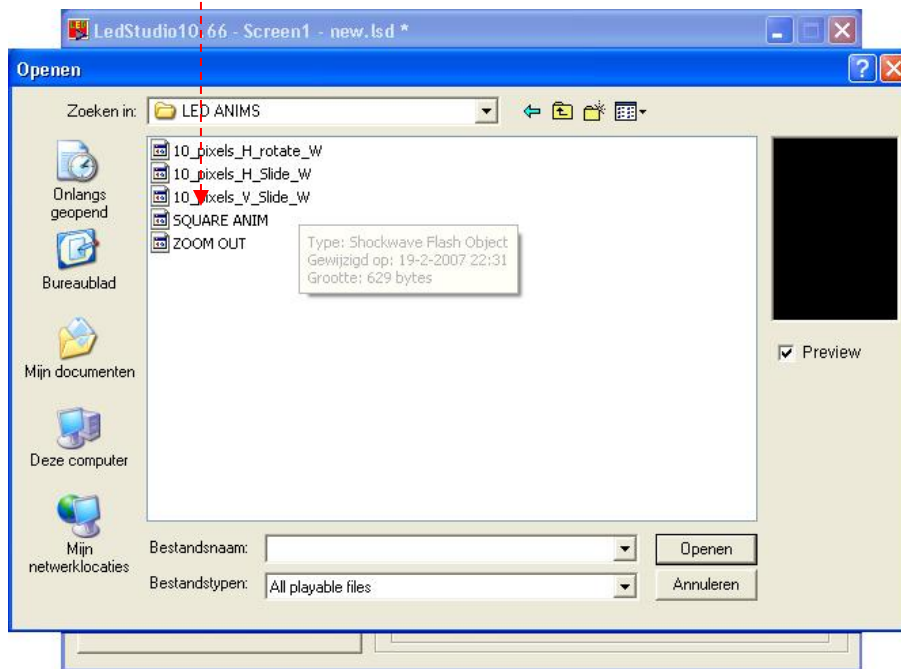 LedStudio10.66 - Screen1 - new.lsd *
Openen
Zoeken in:
LED ANIMS
10_pixels_H_rotate_W
10_pixels_H_Slide_W
10_pixels_V_Slide_W
SQUARE ANIM
ZOOM OUT
Type: Shockwave Flash Object
Gewijzigd op: 19-2-2007 22:31
Grootte: 629 bytes
Onlangs
geopend
Bureaublad
Mijn documenten
Deze computer
Mijn
netwerklocaties
Preview
Bestandsnaam:
Openen
Bestandstypen:
All playable files
Annuleren